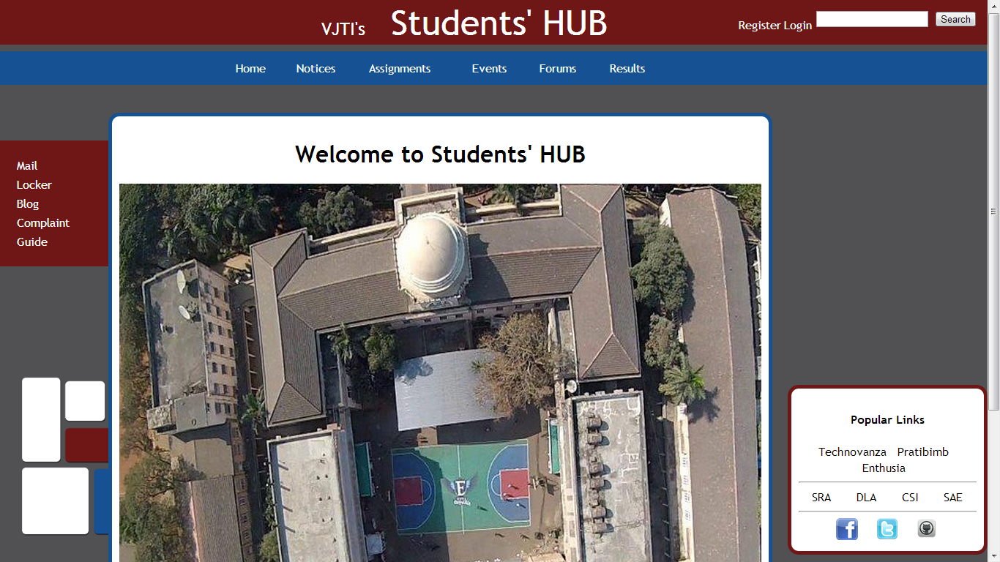 VJTI's Students' HUB
Register Login
Search
Home Notices Assignments Events Forums Results
Mail
Locker
Blog
Complaint
Guide
Welcome to Students' HUB
E
Popular Links
Technovanza Pratibimb
Enthusia
SRA DLA CSI SAE
f
t